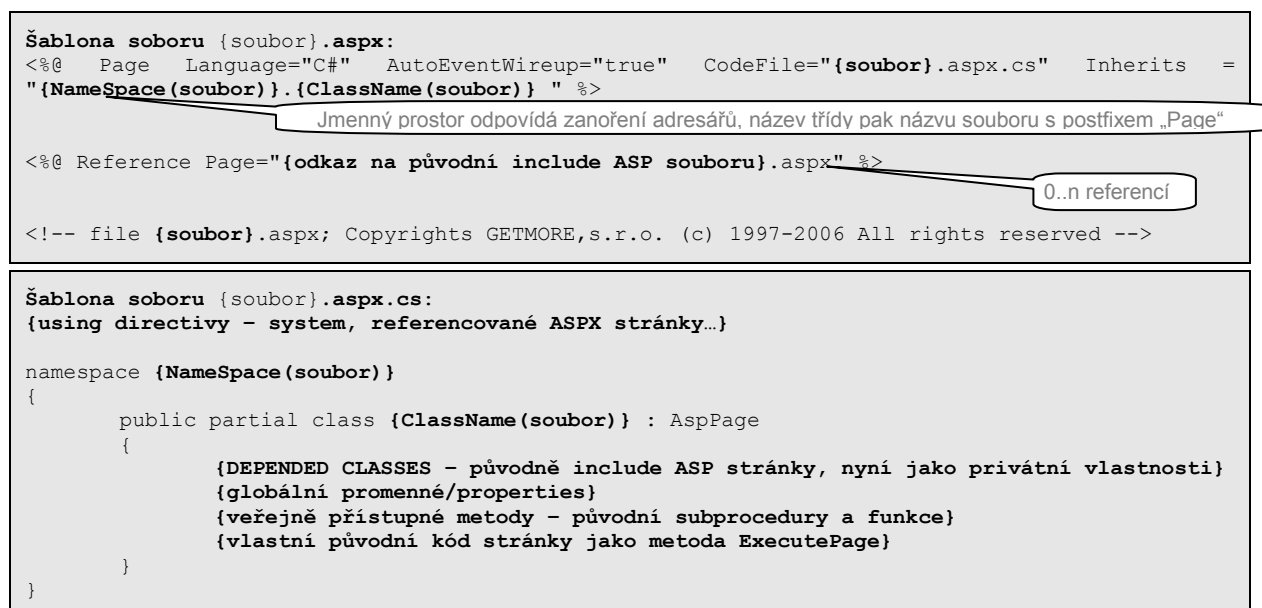 Šablona soboru {soubor}.aspx:
<%@ Page Language="C#" AutoEventWireup="true" CodeFile="{soubor}.aspx.cs" Inherits =
"{NameSpace(soubor)}.{ClassName(soubor)} " %>
Jmenný prostor odpovídá zanoření adresářů, název třídy pak názvu souboru s postfixem „Page“
<%@ Reference Page="{odkaz na původní include ASP souboru}.aspx" %>
0..n referencí
<!-- file {soubor}.aspx; Copyrights GETMORE,s.r.o. (c) 1997-2006 All rights reserved -->
Šablona soboru {soubor}.aspx.cs:
{using directivy – system, referencované ASPX stránky…}
namespace {NameSpace(soubor)}
{
public partial class {ClassName(soubor)} : AspPage
{
{DEPENDED CLASSES – původně include ASP stránky, nyní jako privátní vlastnosti}
{globální promenné/properties}
{veřejně přístupné metody – původní subprocedury a funkce}
{vlastní původní kód stránky jako metoda ExecutePage}
}
}